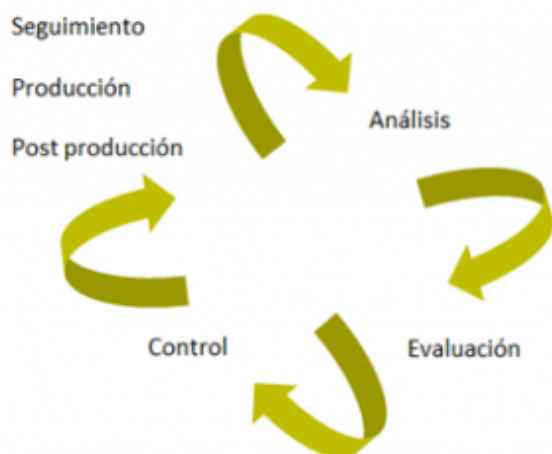 Seguimiento
Producción
Análisis
Post producción
Control
Evaluación